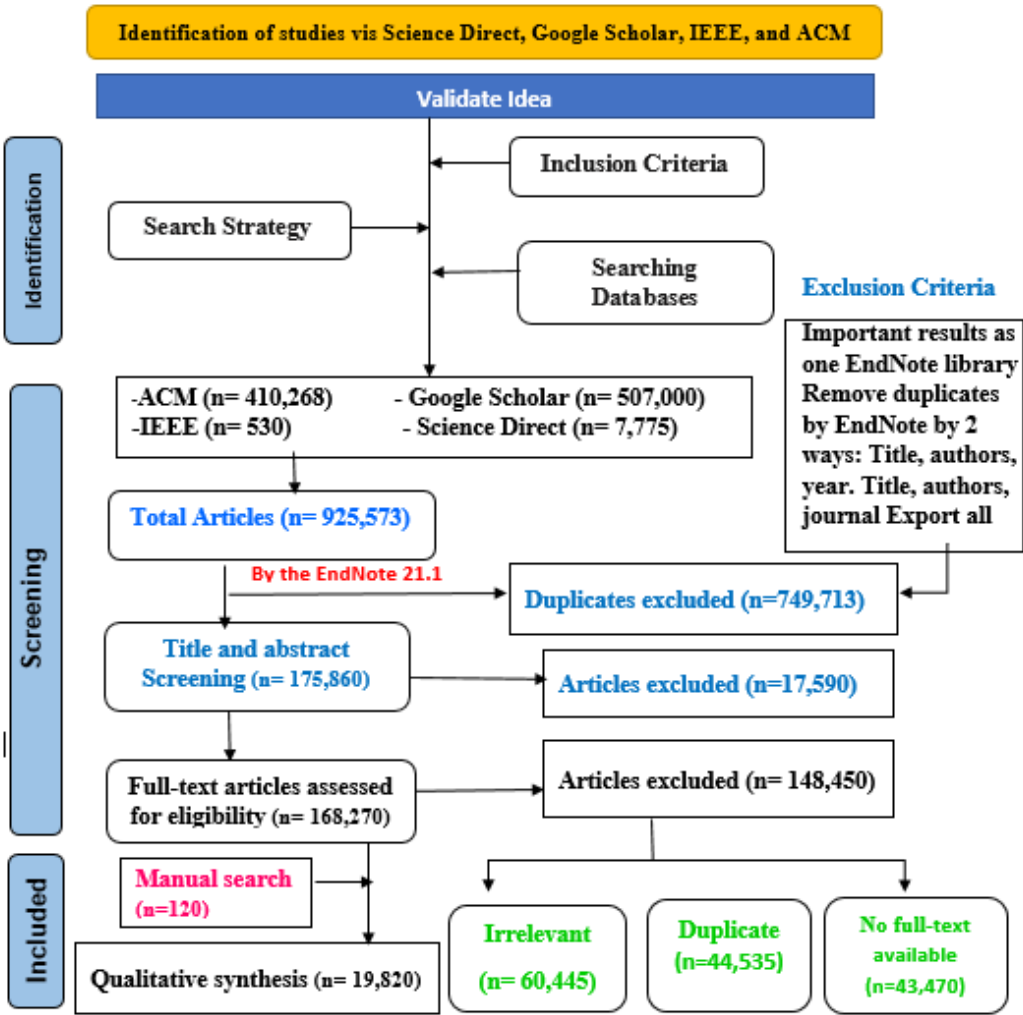 Identification of studies vis Science Direct, Google Scholar, IEEE, and ACM
Validate Idea
Identification
Inclusion Criteria
Search Strategy
Searching
Databases
Exclusion Criteria
Important results as
one EndNote library
Remove duplicates
by EndNote by 2
ways: Title, authors,
year. Title, authors,
journal Export all
Screening
-ACM (n= 410,268) - Google Scholar (n= 507,000)
-IEEE (n= 530) - Science Direct (n= 7,775)
Total Articles (n= 925,573)
By the EndNote 21.1
Duplicates excluded (n=749,713)
Title and abstract
Screening (n= 175,860)
Articles excluded (n=17,590)
Full-text articles assessed
for eligibility (n= 168,270)
Articles excluded (n= 148,450)
Included
Manual search
(n=120)
Qualitative synthesis (n= 19,820)
Irrelevant
(n= 60,445)
Duplicate
(n=44,535)
No full-text
available
(n=43,470)